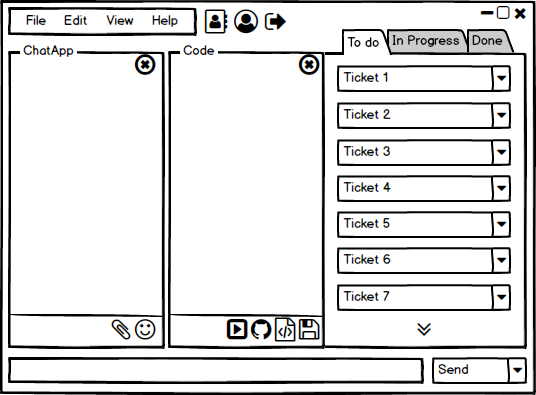 File Edit View Help
To do In Progress Done
ChatApp
Code
Ticket 1
Ticket 2
Ticket 3
Ticket 4
Ticket 5
Ticket 6
Ticket 7
Send